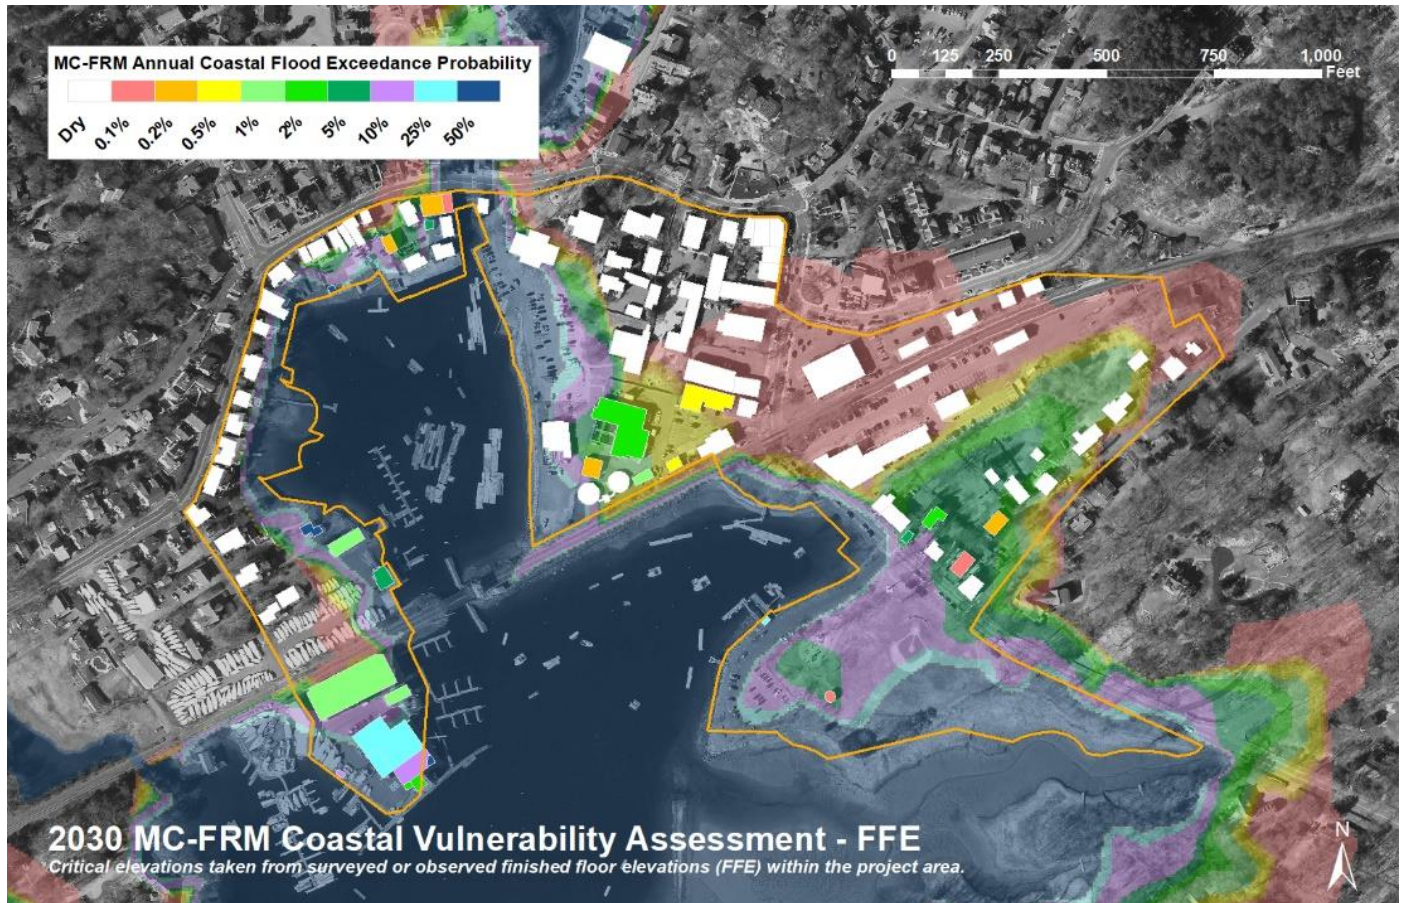 MC-FRM Annual Coastal Flood Exceedance Probability
Dry 0.1% 0.2% 0.5% 1% 2% 5% 10% 25% 50%
0 125 250 500 750 1,000
Feet
2030 MC-FRM Coastal Vulnerability Assessment - FFE
Critical elevations taken from surveyed or observed finished floor elevations (FFE) within the project area.
N